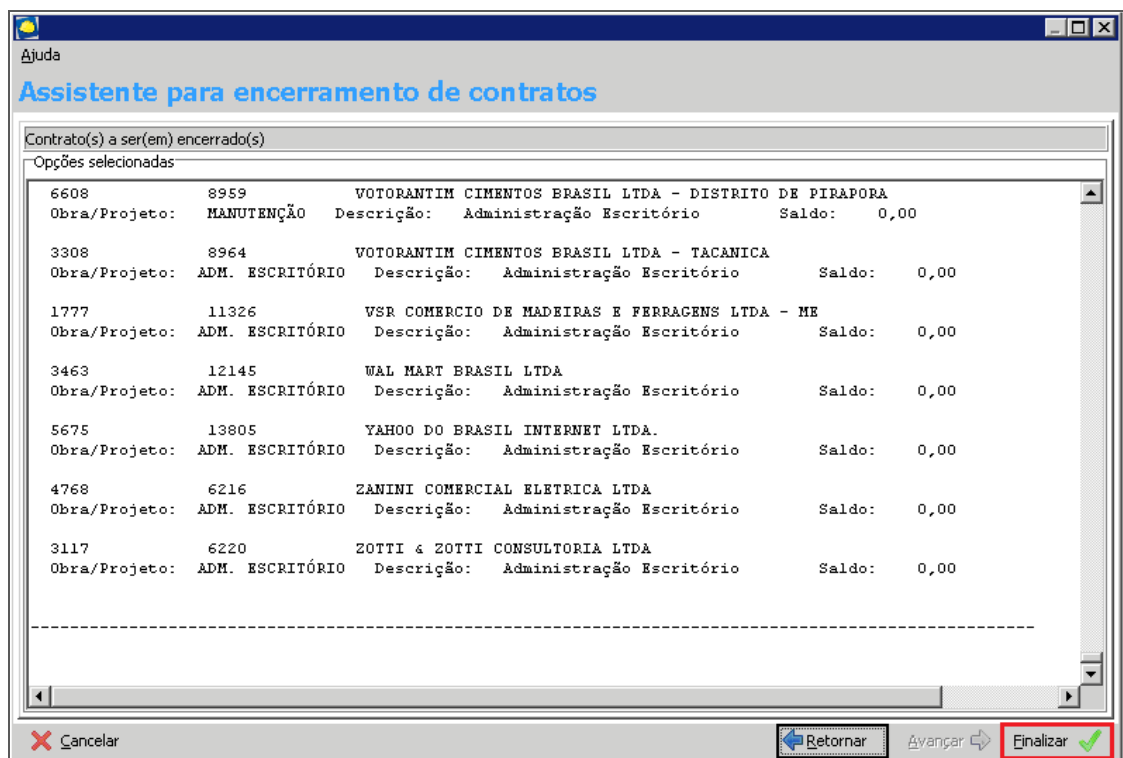 Ajuda
Assistente para encerramento de contratos
Contrato(s) a ser(em) encerrado(s)
Opções selecionadas
6608 8959 VOTORANTIM CIMENTOS BRASIL LTDA - DISTRITO DE PIRAPORA
Obra/Projeto: MANUTENÇÃO Descrição: Administração Escritório Saldo: 0,00
3308 8964 VOTORANTIM CIMENTOS BRASIL LTDA - TACANICA
Obra/Projeto: ADM. ESCRITÓRIO Descrição: Administração Escritório Saldo: 0,00
1777 11326 VSR COMERCIO DE MADEIRAS E FERRAGENS LTDA - ME
Obra/Projeto: ADM. ESCRITÓRIO Descrição: Administração Escritório Saldo: 0,00
3463 12145 WAL MART BRASIL LTDA
Obra/Projeto: ADM. ESCRITÓRIO Descrição: Administração Escritório Saldo: 0,00
5675 13805 YAHOO DO BRASIL INTERNET LTDA.
Obra/Projeto: ADM. ESCRITÓRIO Descrição: Administração Escritório Saldo: 0,00
4768 6216 ZANINI COMERCIAL ELETRICA LTDA
Obra/Projeto: ADM. ESCRITÓRIO Descrição: Administração Escritório Saldo: 0,00
3117 6220 ZOTTI & ZOTTI CONSULTORIA LTDA
Obra/Projeto: ADM. ESCRITÓRIO Descrição: Administração Escritório Saldo: 0,00
------------------------------------------------------------------------------------------------------
Cancelar Retornar Avançar Finalizar